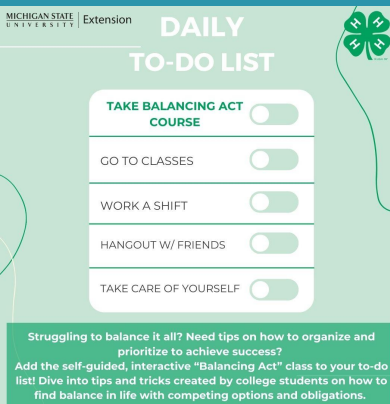 MICHIGAN STATE
UNIVERSITY
Extension
DAILY
TO-DO LIST
H H
H H
TAKE BALANCING ACT
COURSE
GO TO CLASSES
WORK A SHIFT
HANGOUT W/ FRIENDS
TAKE CARE OF YOURSELF
Struggling to balance it all? Need tips on how to organize and
prioritize to achieve success?
Add the self-guided, interactive "Balancing Act" class to your to-do
list! Dive into tips and tricks created by college students on how to
find balance in life with competing options and obligations.